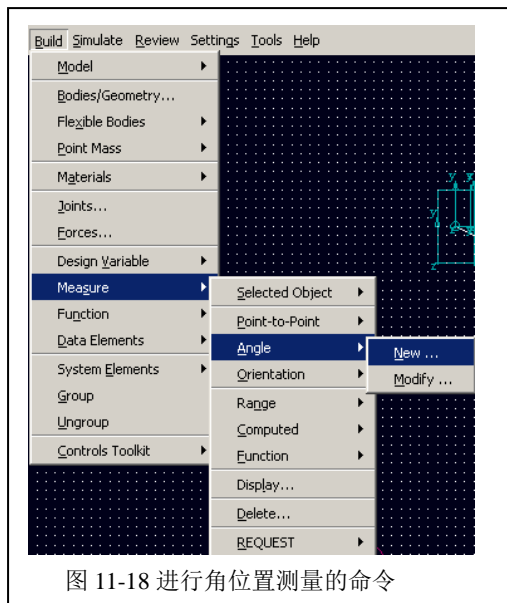 Build Simulate Review Settings Tools Help
Model
Bodies/Geometry...
Flexible Bodies
Point Mass
Materials
Joints...
Forces...
Design Variable
Measure
Function
Data Elements
System Elements
Group
Ungroup
Controls Toolkit
Selected Object
Point-to-Point
Angle
Orientation
Range
Computed
Function
Display...
Delete...
REQUEST
New ...
Modify ...
y
y
z
图 11-18 进行角位置测量的命令